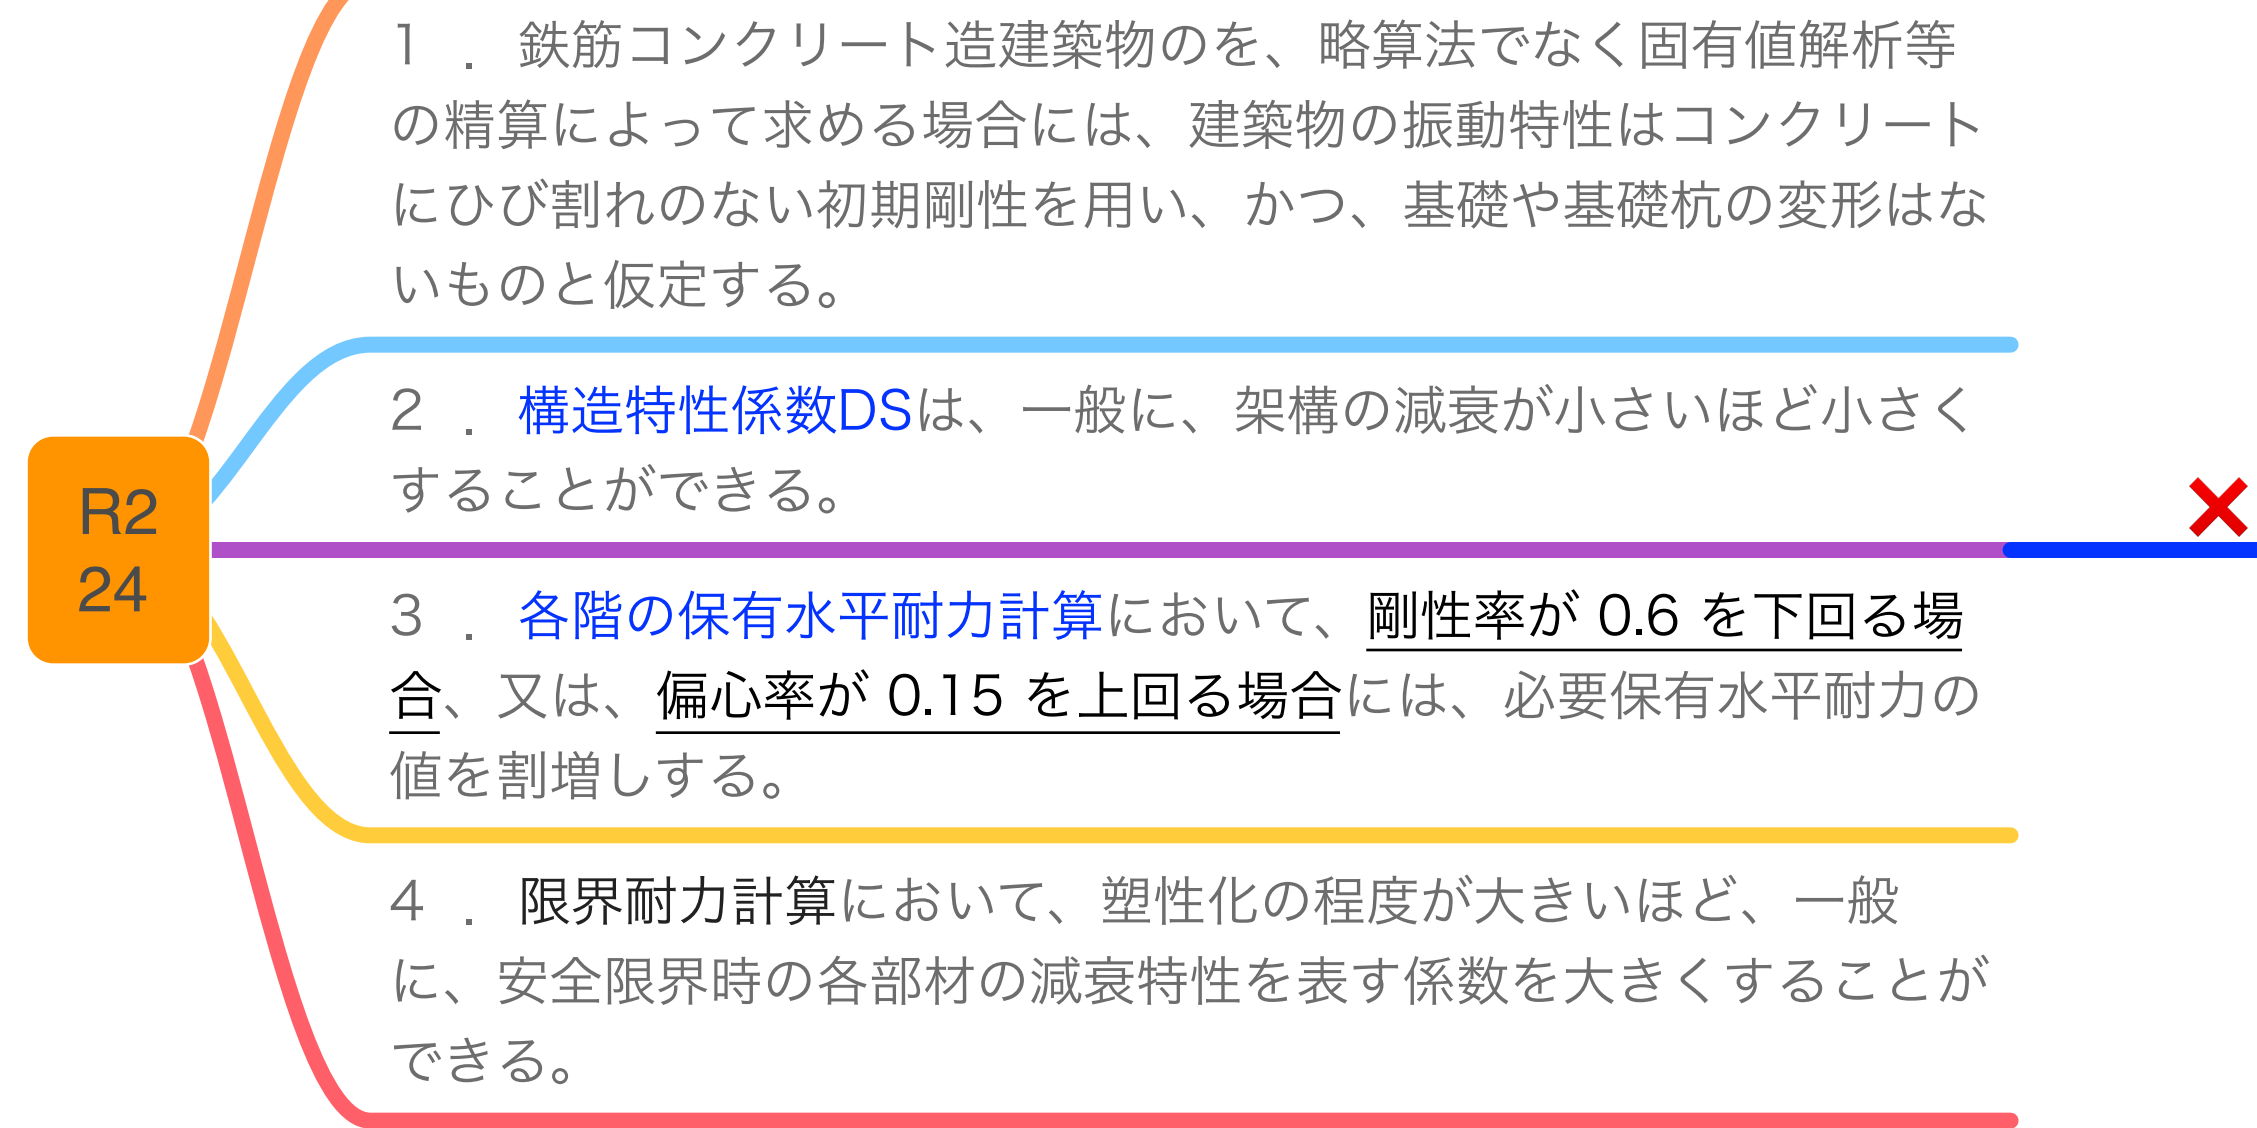 1．鉄筋コンクリート造建築物のを、略算法でなく固有値解析等
の精算によって求める場合には、建築物の振動特性はコンクリート
にひび割れのない初期剛性を用い、かつ、基礎や基礎杭の変形はな
いものと仮定する。
2．構造特性係数DSは、一般に、架構の減衰が小さいほど小さく
することができる。
❌
R2
24
3．各階の保有水平耐力計算において、剛性率が 0.6 を下回る場
合、又は、偏心率が 0.15 を上回る場合には、必要保有水平耐力の
値を割増しする。
4．限界耐力計算において、塑性化の程度が大きいほど、一般
に、安全限界時の各部材の減衰特性を表す係数を大きくすることが
できる。